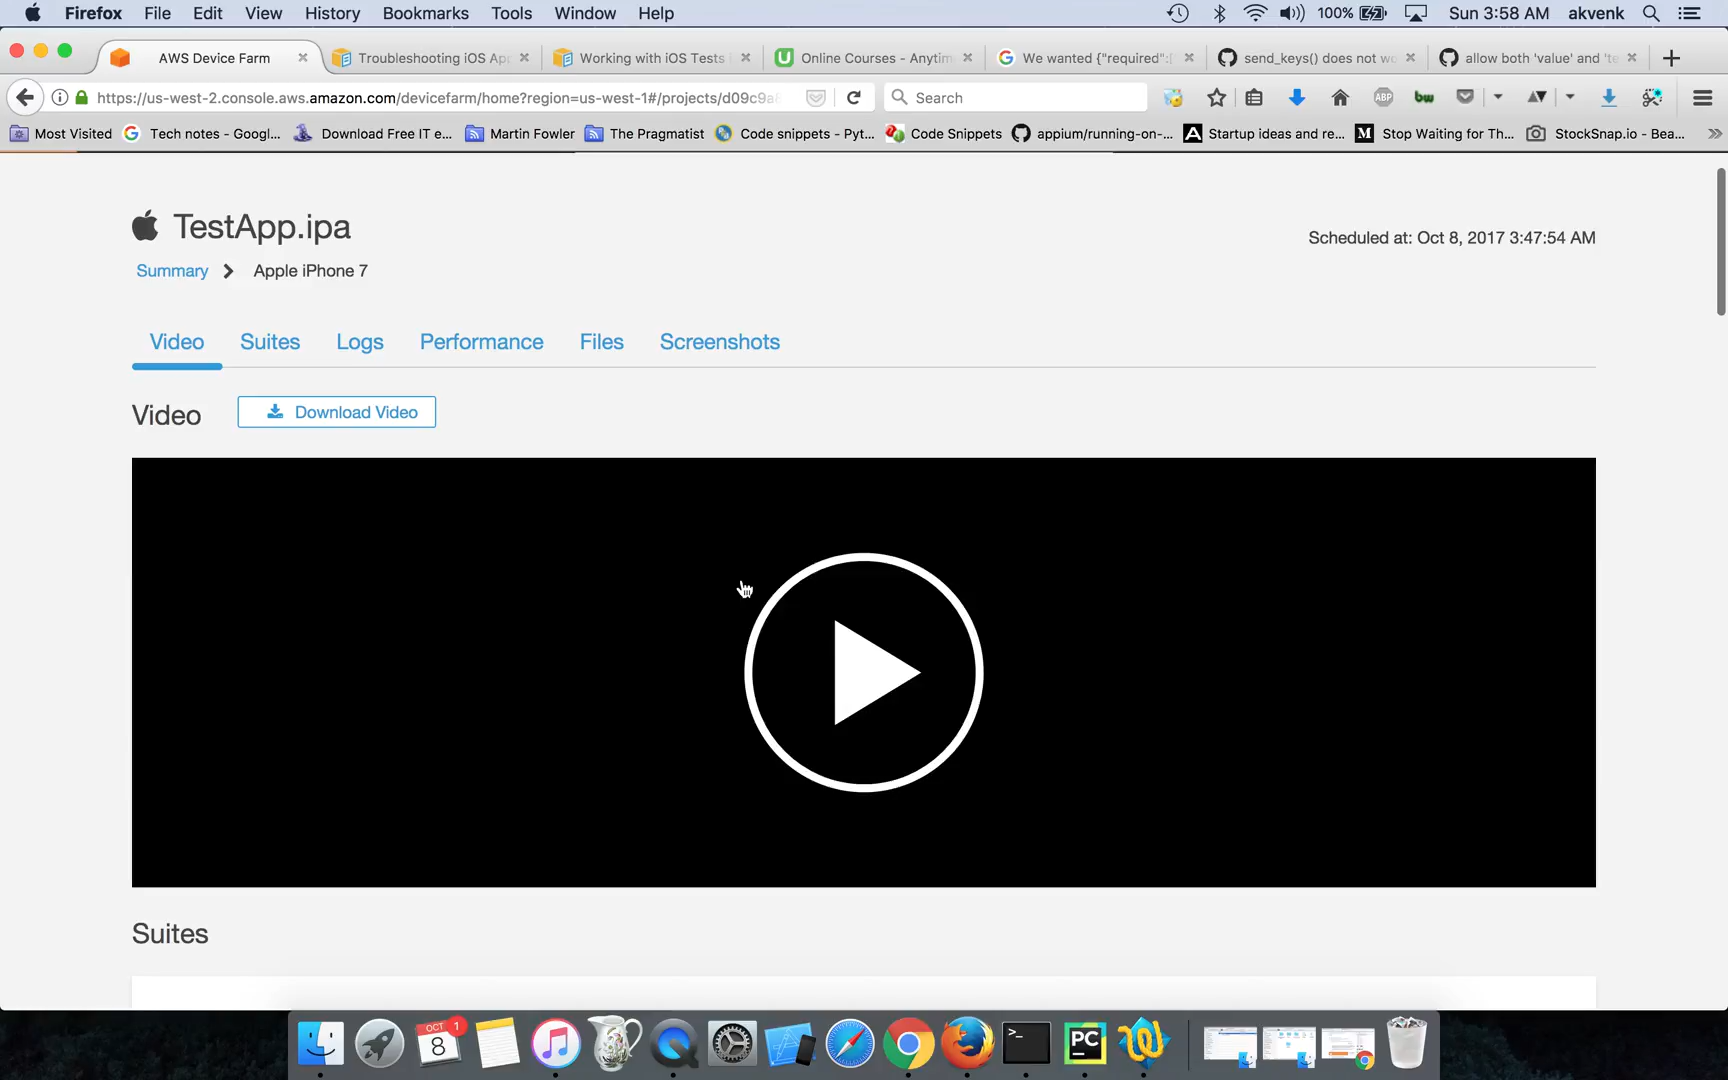 Firefox File Edit View History Bookmarks Tools Window Help 100% Sun 3:58 AM akvenk
AWS Device Farm Troubleshooting iOS Ap Working with iOS Tests Online Courses - Anytim We wanted {"required":[ send_keys() does not wo allow both 'value' and 'te
https://us-west-2.console.aws.amazon.com/devicefarm/home?region=us-west-1#/projects/d09c9a Search ABP bw
Most Visited Tech notes - Googl... Download Free IT e... Martin Fowler The Pragmatist Code snippets - Pyt... Code Snippets appium/running-on-... A Startup ideas and re... M Stop Waiting for Th... StockSnap.io - Bea...
TestApp.ipa
Scheduled at: Oct 8, 2017 3:47:54 AM
Summary Apple iPhone 7
Video Suites Logs Performance Files Screenshots
Video Download Video
Suites
OCT 8 1 PC